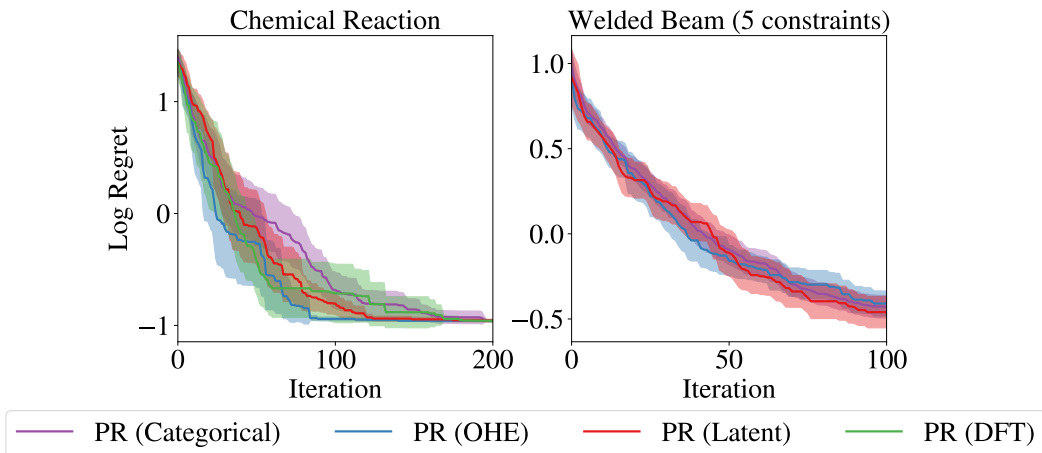 Chemical Reaction
Welded Beam (5 constraints)
Log Regret
1
0
−1
0
100
200
Iteration
1.0
0.5
0.0
−0.5
0
50
100
Iteration
PR (Categorical)
PR (OHE)
PR (Latent)
PR (DFT)